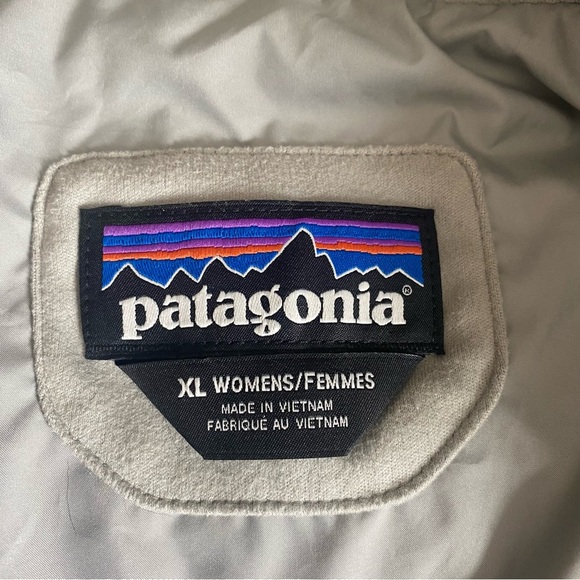 patagonia®
XL WOMENS/FEMMES
MADE IN VIETNAM
FABRIQUÉ AU VIETNAM